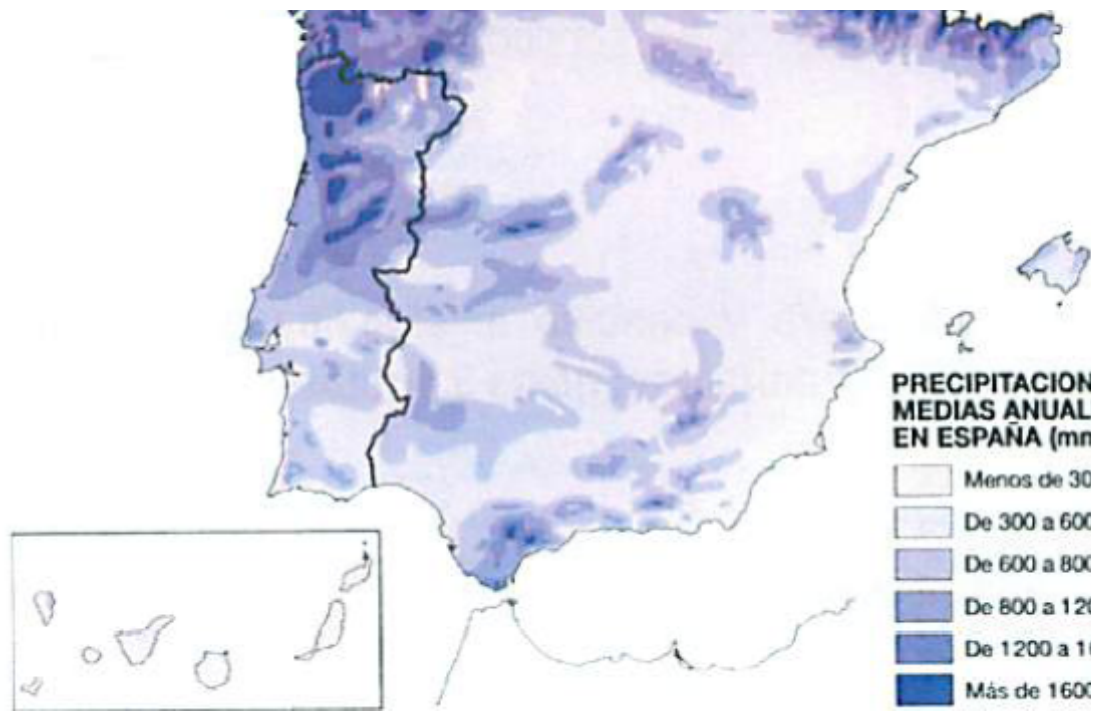 PRECIPITACION
MEDIAS ANUAL
EN ESPAÑA (mm
Menos de 30
De 300 a 600
De 600 a 800
De 800 a 120
De 1200 a 1
Más de 1600